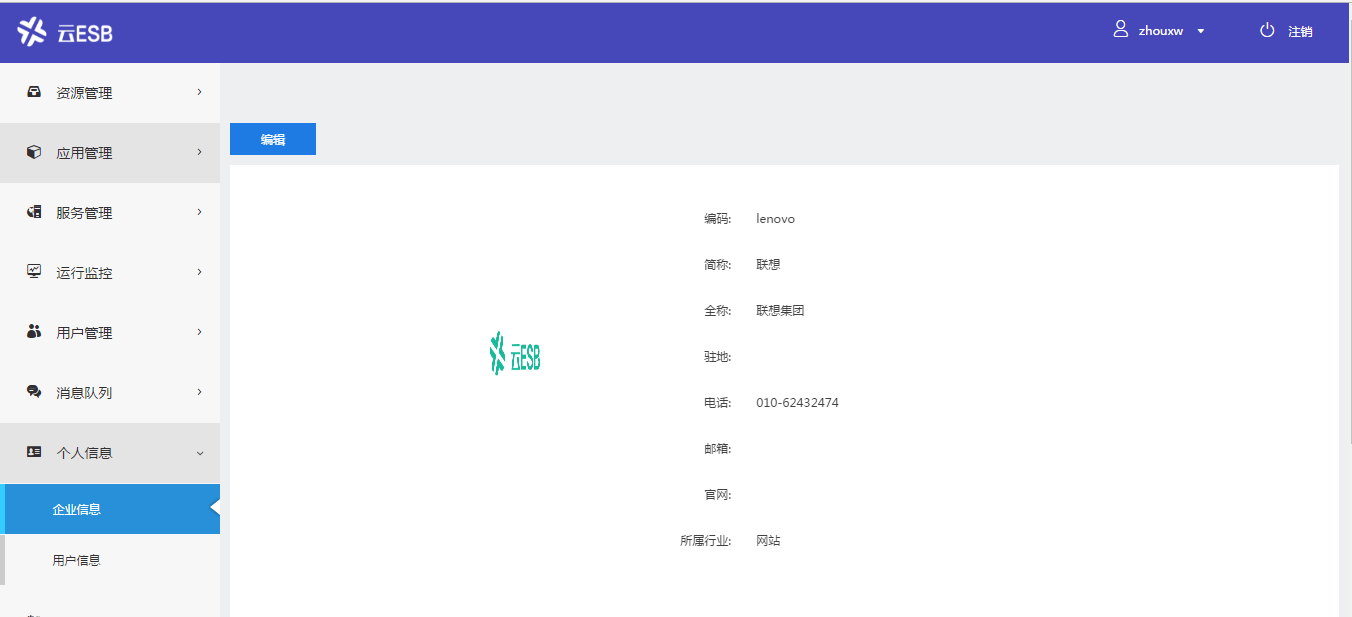 云ESB
zhouxw
注销
资源管理
应用管理
服务管理
运行监控
用户管理
消息队列
个人信息
企业信息
用户信息
编辑
云ESB
编码: lenovo
简称: 联想
全称: 联想集团
驻地:
电话: 010-62432474
邮箱:
官网:
所属行业: 网站